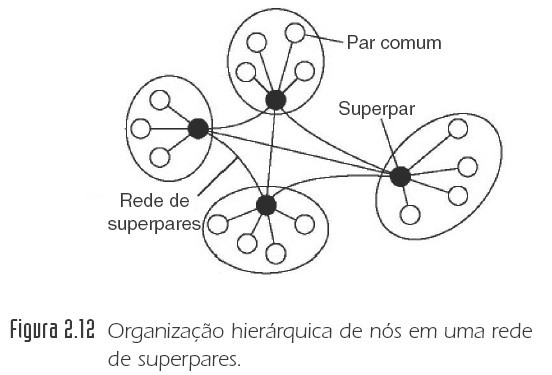 Par comum
Superpar
Rede de
superpares
Figura 2.12 Organização hierárquica de nós em uma rede
de superpares.